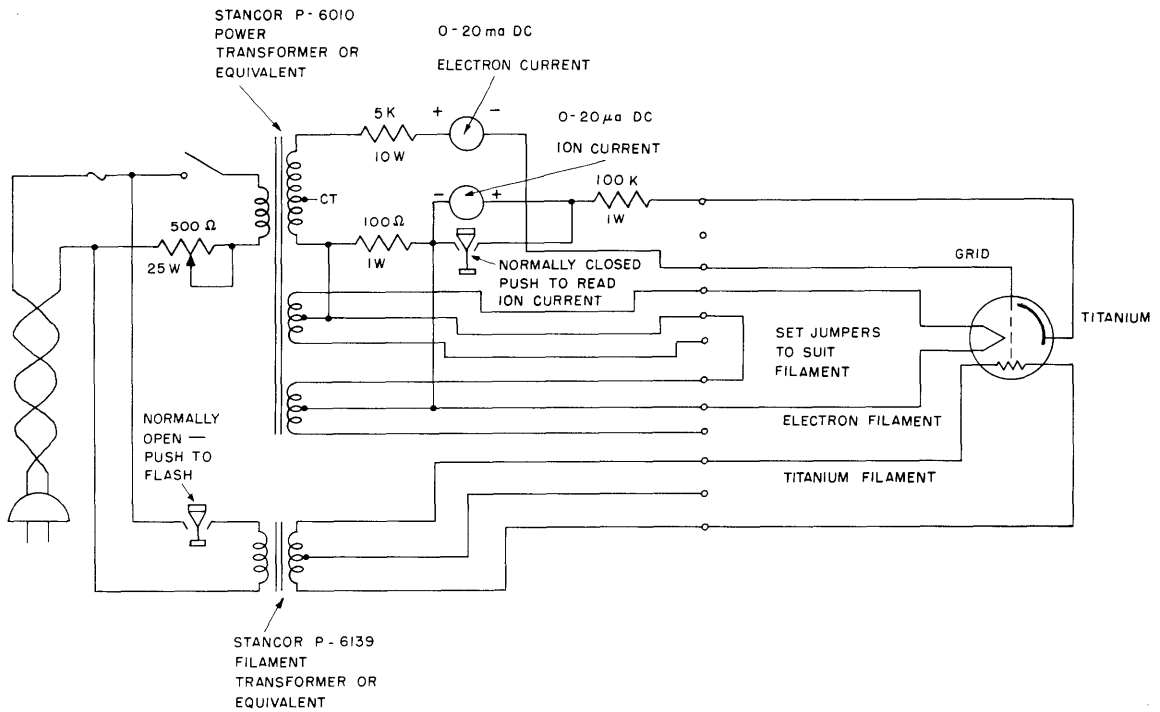 STANCOR P-6010
POWER
TRANSFORMER OR
EQUIVALENT
0-20 ma DC
ELECTRON CURRENT
0-20 μa DC
ION CURRENT
5K
+
-
10W
CT
-
+
100 K
1W
500 Ω
25W
100 Ω
1W
NORMALLY CLOSED
PUSH TO READ
ION CURRENT
GRID
TITANIUM
SET JUMPERS
TO SUIT
FILAMENT
NORMALLY
OPEN —
PUSH TO
FLASH
ELECTRON FILAMENT
TITANIUM FILAMENT
STANCOR P-6139
FILAMENT
TRANSFORMER OR
EQUIVALENT